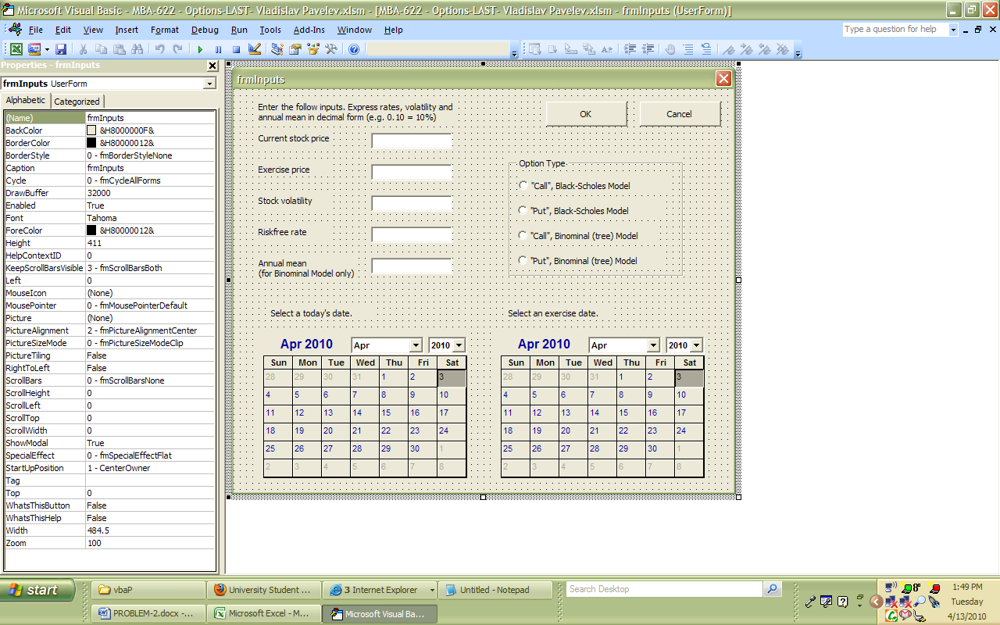 Microsoft Visual Basic - MBA-622 - Options-LAST- Vladislav Pavelev.xlsm - [MBA-622 - Options-LAST- Vladislav Pavelev.xlsm - frmInputs (UserForm)]
File Edit View Insert Format Debug Run Tools Add-Ins Window Help
Type a question for help
Properties - frmInputs
frmInputs UserForm
Alphabetic Categorized
(Name) frmInputs
BackColor &H8000000F&
BorderColor &H80000012&
BorderStyle 0 - fmBorderStyleNone
Caption frmInputs
Cycle 0 - fmCycleAllForms
DrawBuffer 32000
Enabled True
Font Tahoma
ForeColor &H80000012&
Height 411
HelpContextID 0
KeepScrollBarsVisible 3 - fmScrollBarsBoth
Left 0
MouseIcon (None)
MousePointer 0 - fmMousePointerDefault
Picture (None)
PictureAlignment 2 - fmPictureAlignmentCenter
PictureSizeMode 0 - fmPictureSizeModeClip
PictureTiling False
RightToLeft False
ScrollBars 0 - fmScrollBarsNone
ScrollHeight 0
ScrollLeft 0
ScrollTop 0
ScrollWidth 0
ShowModal True
SpecialEffect 0 - fmSpecialEffectFlat
StartUpPosition 1 - CenterOwner
Tag
Top 0
WhatsThisButton False
WhatsThisHelp False
Width 484.5
Zoom 100
frmInputs
Enter the follow inputs. Express rates, volatility and
annual mean in decimal form (e.g. 0.10 = 10%)
OK Cancel
Current stock price
Exercise price
Stock volatility
Riskfree rate
Annual mean
(for Binominal Model only)
Option Type
"Call", Black-Scholes Model
"Put", Black-Scholes Model
"Call", Binominal (tree) Model
"Put", Binominal (tree) Model
Select a today's date.
Apr 2010 Apr 2010
Sun Mon Tue Wed Thu Fri Sat
28 29 30 31 1 2 3
4 5 6 7 8 9 10
11 12 13 14 15 16 17
18 19 20 21 22 23 24
25 26 27 28 29 30 1
2 3 4 5 6 7 8
Select an exercise date.
Apr 2010 Apr 2010
Sun Mon Tue Wed Thu Fri Sat
28 29 30 31 1 2 3
4 5 6 7 8 9 10
11 12 13 14 15 16 17
18 19 20 21 22 23 24
25 26 27 28 29 30 1
2 3 4 5 6 7 8
start
vbaP
University Student ...
3 Internet Explorer
Untitled - Notepad
Search Desktop
PROBLEM-2.docx -...
Microsoft Excel - M...
Microsoft Visual Ba...
8°
1:49 PM
Tuesday
4/13/2010